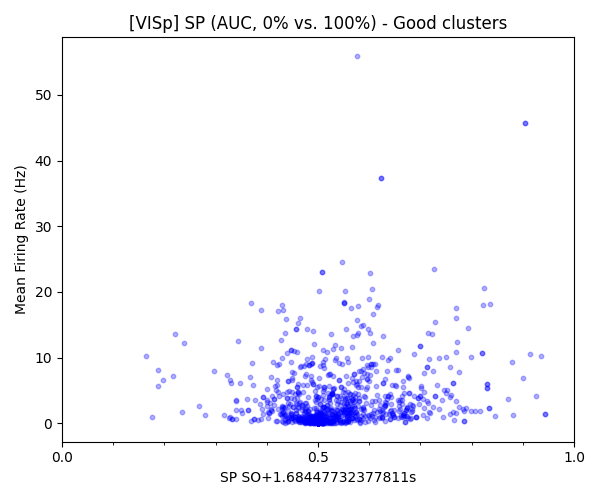 [VISp] SP (AUC, 0% vs. 100%) - Good clusters
50
40
30
20
10
0
Mean Firing Rate (Hz)
0.0 0.5 1.0
SP SO+1.68447732377811s